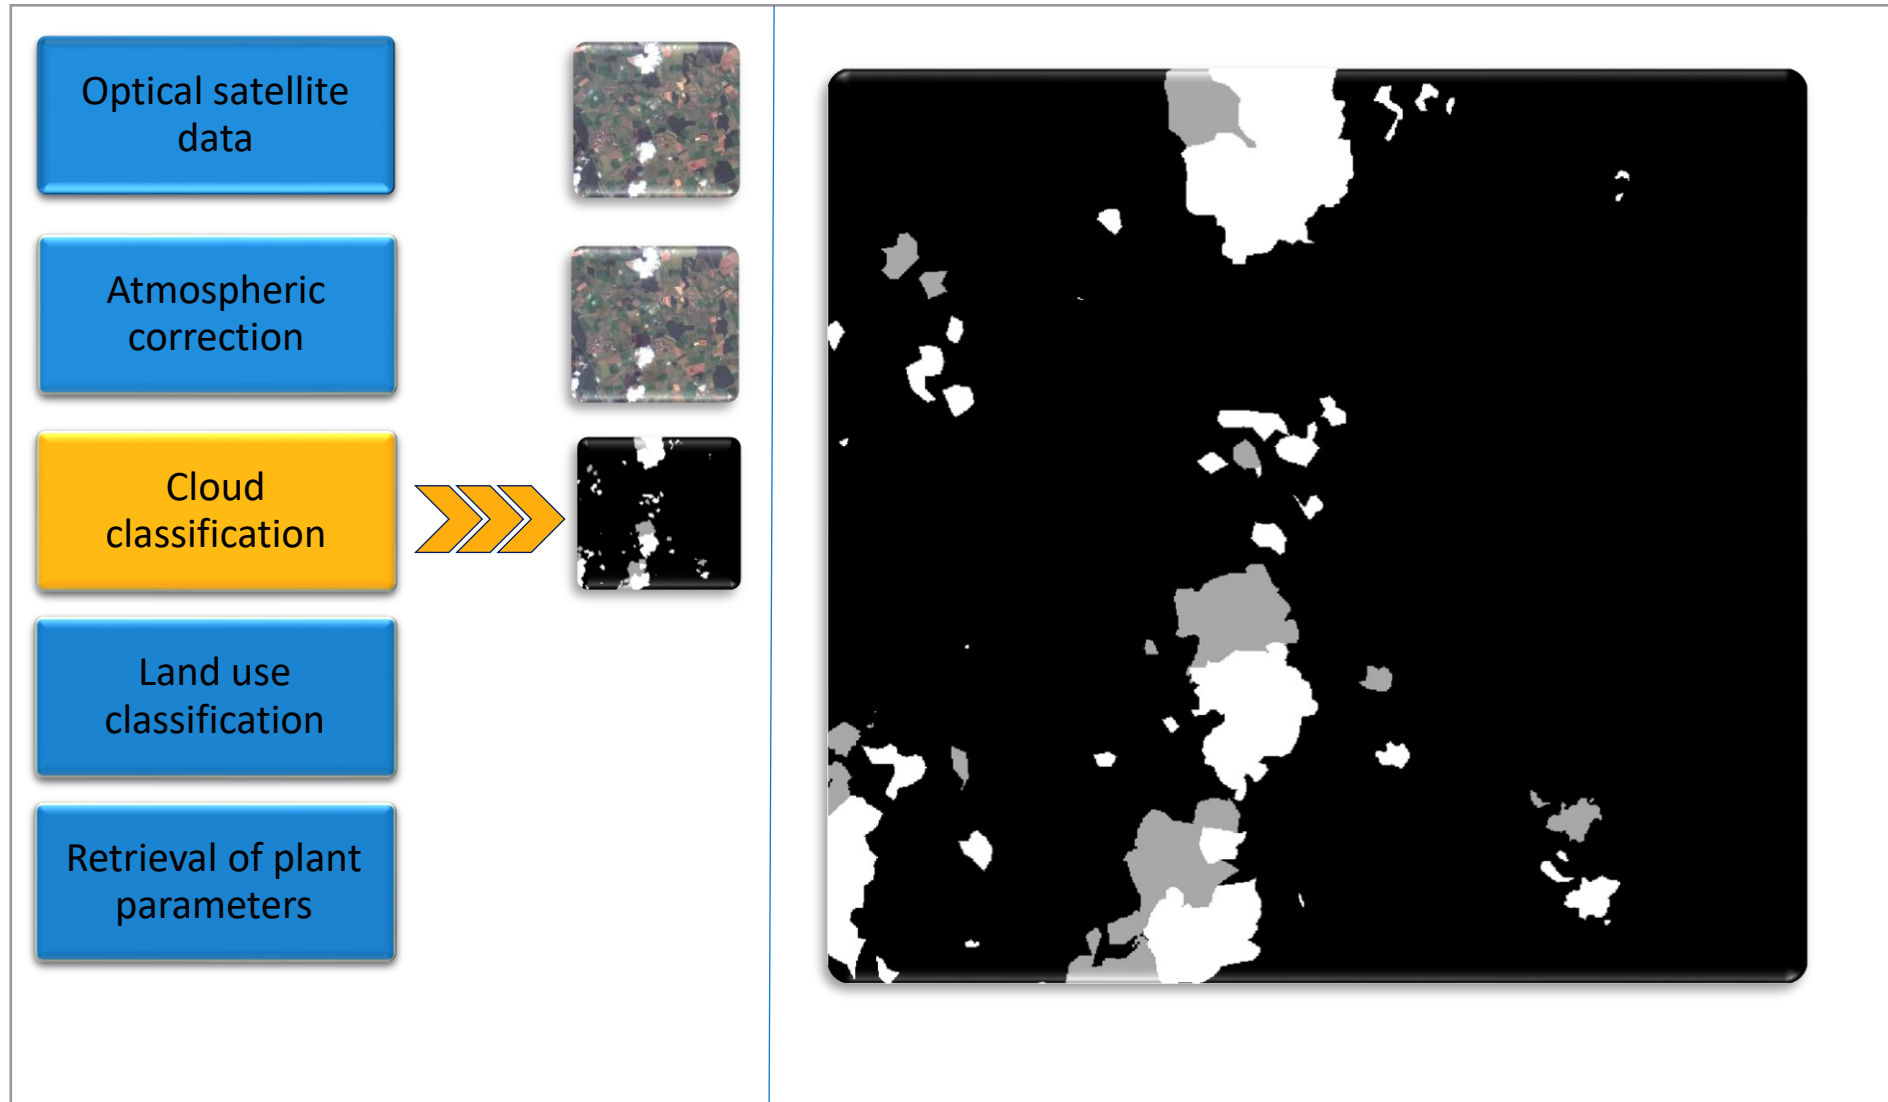 Optical satellite
data
Atmospheric
correction
Cloud
classification
Land use
classification
Retrieval of plant
parameters